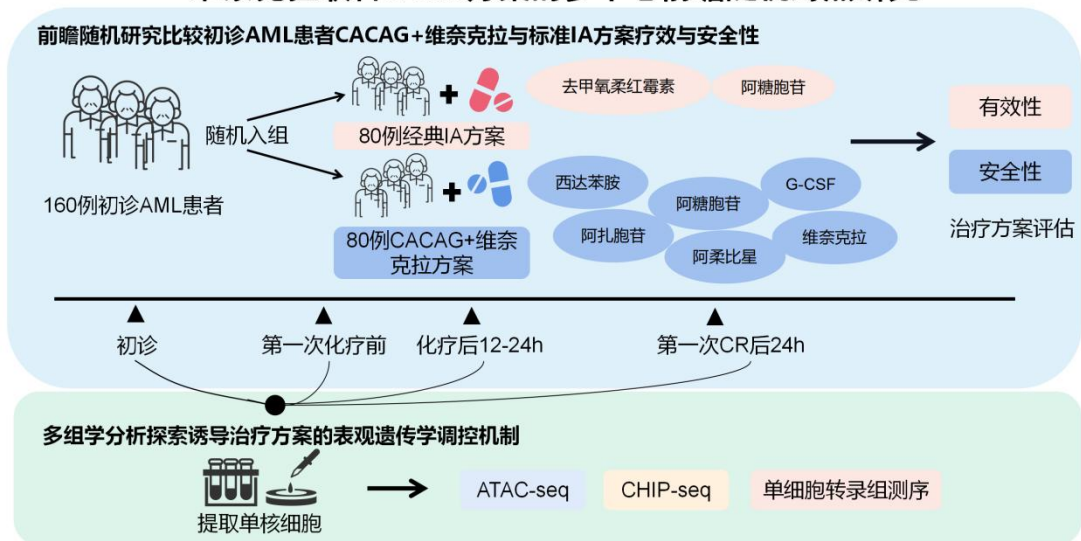 前瞻随机研究比较初诊AML患者CACAG+维奈克拉与标准IA方案疗效与安全性
160例初诊AML患者
随机入组
80例经典IA方案
去甲氧柔红霉素
阿糖胞苷
80例CACAG+维奈
克拉方案
西达苯胺
阿糖胞苷
G-CSF
阿扎胞苷
阿柔比星
维奈克拉
有效性
安全性
治疗方案评估
初诊
第一次化疗前
化疗后12-24h
第一次CR后24h
多组学分析探索诱导治疗方案的表观遗传学调控机制
提取单核细胞
ATAC-seq
CHIP-seq
单细胞转录组测序